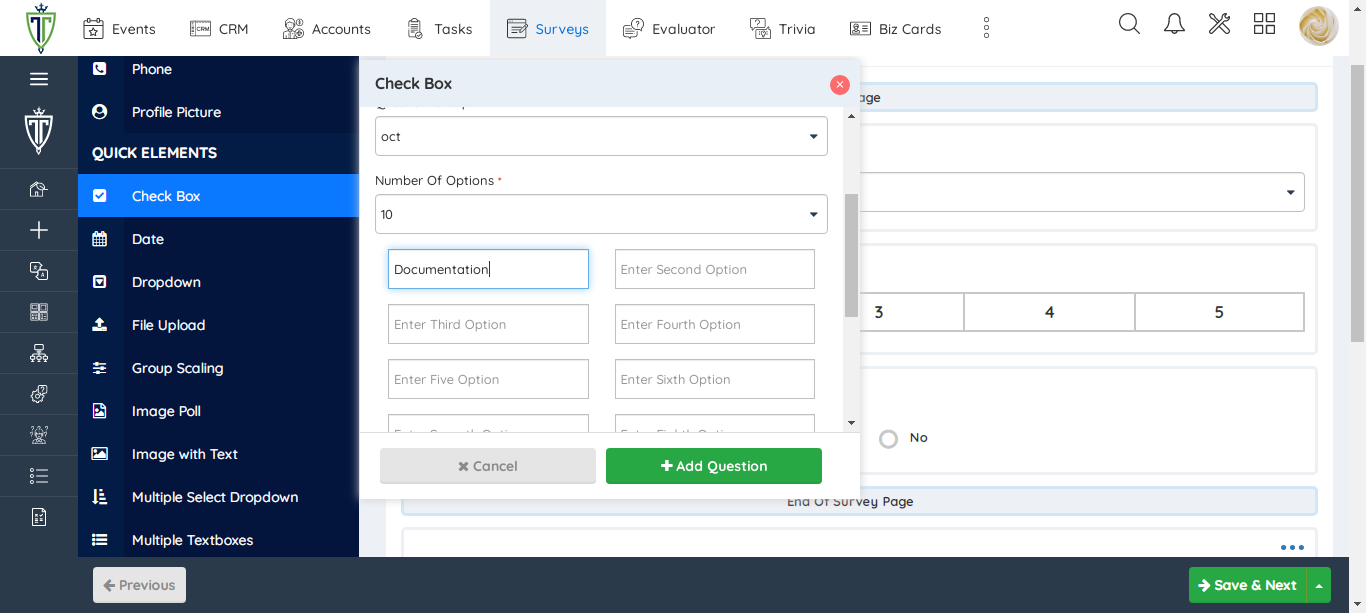 Events
CRM
CRM
Accounts
Tasks
Surveys
Evaluator
Trivia
Biz Cards
Phone
Profile Picture
QUICK ELEMENTS
Check Box
Date
Dropdown
File Upload
Group Scaling
Image Poll
Image with Text
Multiple Select Dropdown
Multiple Textboxes
Check Box
oct
Number Of Options *
10
Documentation
Enter Second Option
Enter Third Option
Enter Fourth Option
Enter Five Option
Enter Sixth Option
Cancel
Add Question
age
3
4
5
No
End Of Survey Page
Previous
Save & Next